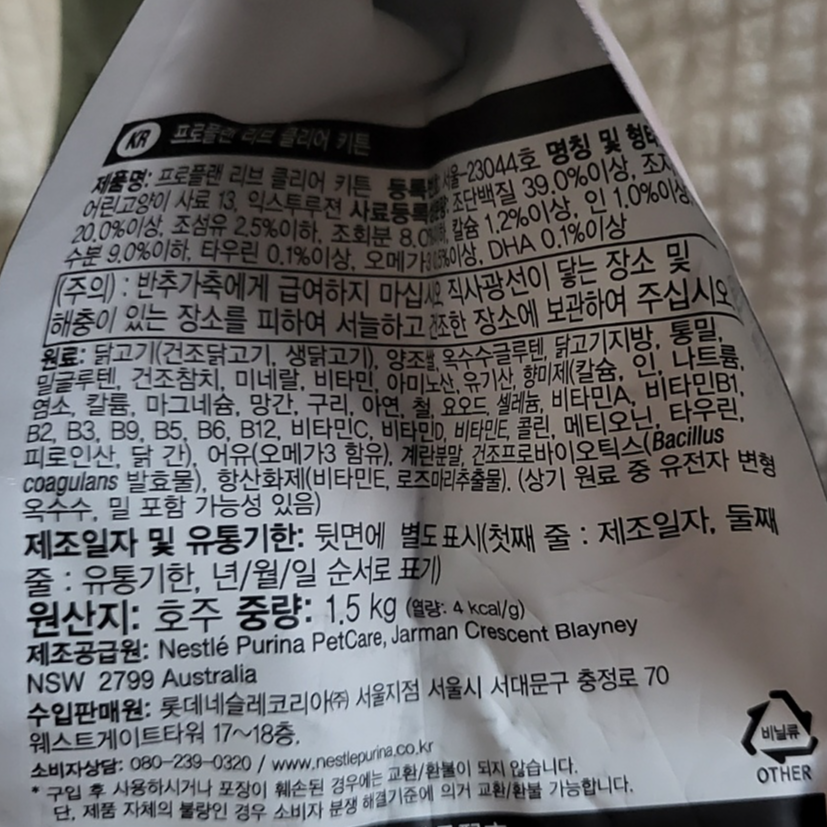 KR 프로플랜 리브 클리어 키튼
제품명: 프로플랜 리브 클리어 키튼 등록번호: 서울-23044호 명칭 및 형태
어린고양이 사료 13, 익스투루젼 사료등록성분량: 조단백질 39.0%이상, 조지
20.0%이상, 조섬유 2.5%이하, 조회분 8.0%이하, 칼슘 1.2%이상, 인 1.0%이상,
수분 9.0%이하, 타우린 0.1%이상, 오메가3 이상, DHA 0.1%이상
(주의) : 반추가축에게 급여하지 마십시오 직사광선이 닿는 장소 및
해충이 있는 장소를 피하여 서늘하고 건조한 장소에 보관하여 주십시오
원료: 닭고기(건조닭고기, 생닭고기), 양조쌀, 옥수수글루텐, 닭고기지방, 통밀,
밀글루텐, 건조참치, 미네랄, 비타민, 아미노산, 유기산, 향미제(칼슘, 인, 나트륨,
염소, 칼륨, 마그네슘, 망간, 구리, 아연, 철, 요오드, 셀레늄, 비타민A, 비타민B1,
B2, B3, B9, B5, B6, B12, 비타민C, 비타민D, 비타민E, 콜린, 메티오닌, 타우린,
피로인산, 닭 간), 어유(오메가3 함유), 계란분말, 건조프로바이오틱스(Bacillus
coagulans 발효물), 항산화제(비타민E, 로즈마리추출물). (상기 원료 중 유전자 변형
옥수수, 밀 포함 가능성 있음)
제조일자 및 유통기한: 뒷면에 별도 표시(첫째 줄 : 제조일자, 둘째
줄 : 유통기한, 년/월/일 순서로 표기)
원산지: 호주 중량: 1.5 kg (열량: 4 kcal/g)
제조공급원: Nestlé Purina PetCare, Jarman Crescent Blayney
NSW 2799 Australia
수입판매원: 롯데네슬레코리아㈜ 서울지점 서울시 서대문구 충정로 70
웨스트게이트타워 17~18층,
소비자상담: 080-239-0320 / www.nestlepurina.co.kr
* 구입 후 사용하시거나 포장이 훼손된 경우에는 교환/환불이 되지 않습니다.
단, 제품 자체의 불량인 경우 소비자 분쟁 해결기준에 의거 교환/환불 가능합니다.
비닐류
OTHER